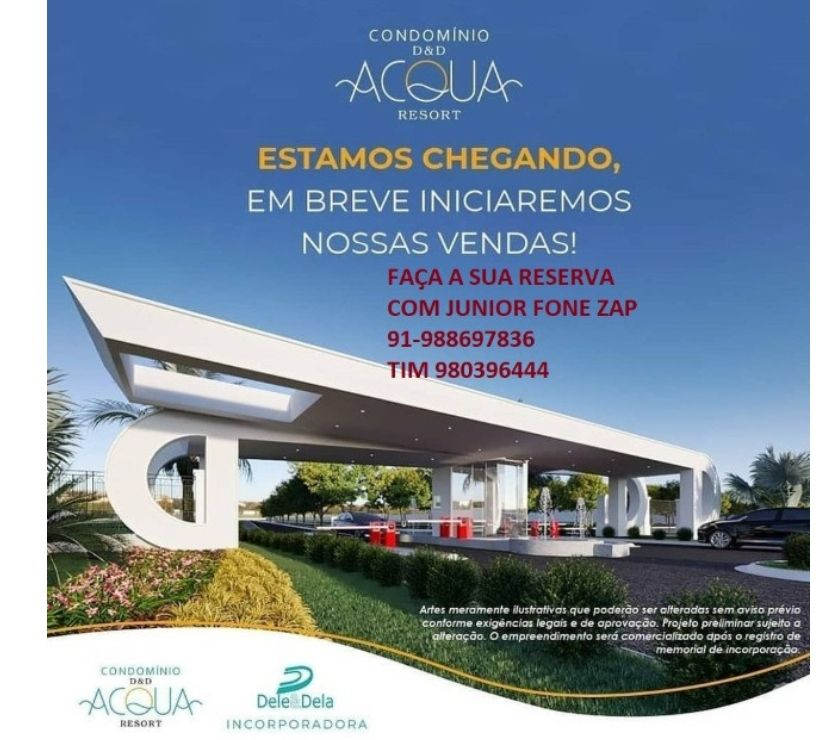 CONDOMÍNIO
D&D
ACQUA
RESORT
ESTAMOS CHEGANDO,
EM BREVE INICIAREMOS
NOSSAS VENDAS!
FAÇA A SUA RESERVA
COM JUNIOR FONE ZAP
91-988697836
TIM 980396444
Artes meramente ilustrativas que poderão ser alteradas sem aviso prévio
conforme exigências legais e de aprovação. Projeto preliminar sujeito a
alteração. O empreendimento será comercializado após o registro de
memorial de incorporação.
CONDOMÍNIO
D&D
ACQUA
RESORT
Dele&Dela
INCORPORADORA